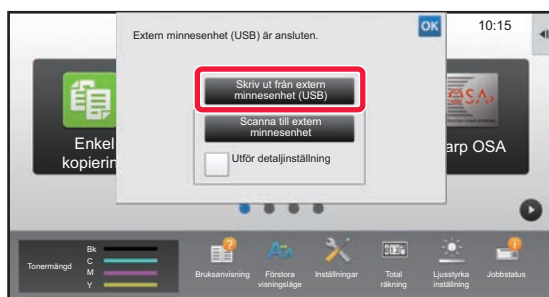 Extern minnesenhet (USB) är ansluten.
OK
10:15
Skriv ut från extern
minnesenhet (USB)
Scanna till extern
minnesenhet
Utför detaljinställning
Enkel
kopierin
arp OSA
Tonermängd
Bk
C
M
Y
Bruksanvisning
Förstora
visningsläge
Inställningar
Total
räkning
Ljusstyrka
inställning
Jobbstatus